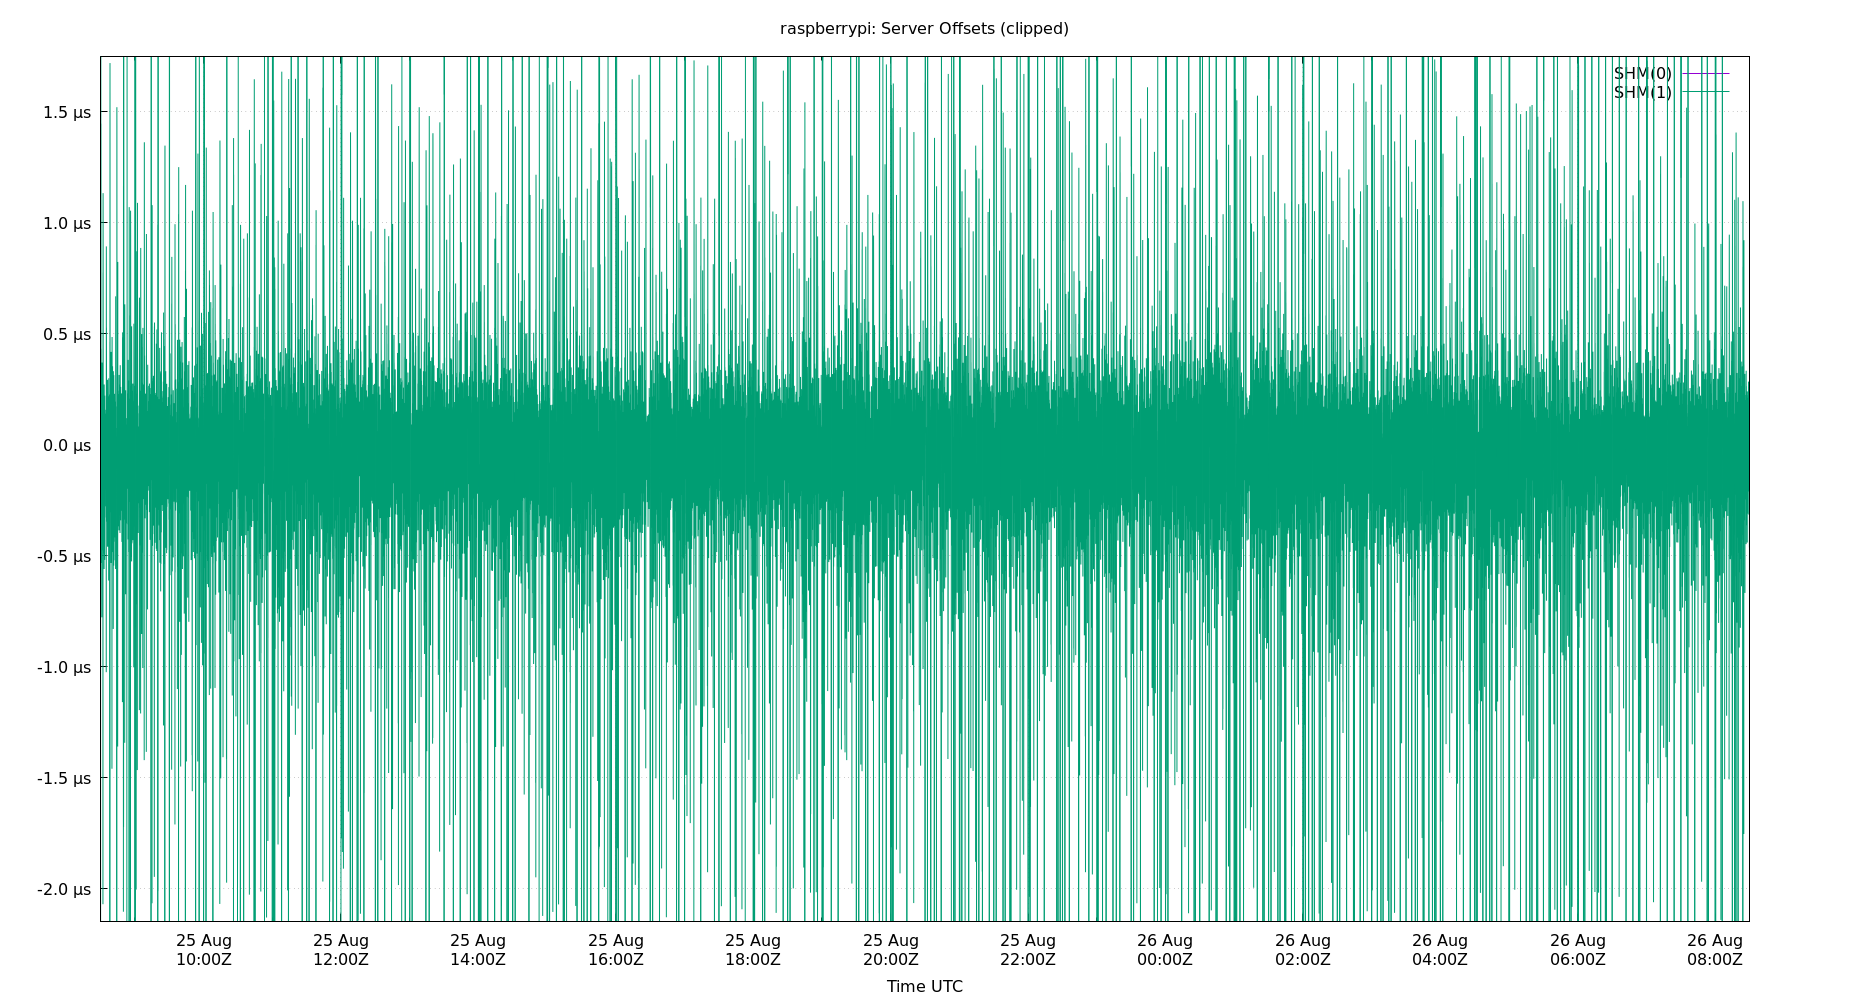 raspberrypi: Server Offsets (clipped)
SHM(0)
SHM(1)
1.5 µs
1.0 µs
0.5 µs
0.0 µs
-0.5 µs
-1.0 µs
-1.5 µs
-2.0 µs
25 Aug 25 Aug 25 Aug 25 Aug 25 Aug 25 Aug 25 Aug 26 Aug 26 Aug 26 Aug 26 Aug 26 Aug
10:00Z 12:00Z 14:00Z 16:00Z 18:00Z 20:00Z 22:00Z 00:00Z 02:00Z 04:00Z 06:00Z 08:00Z
Time UTC